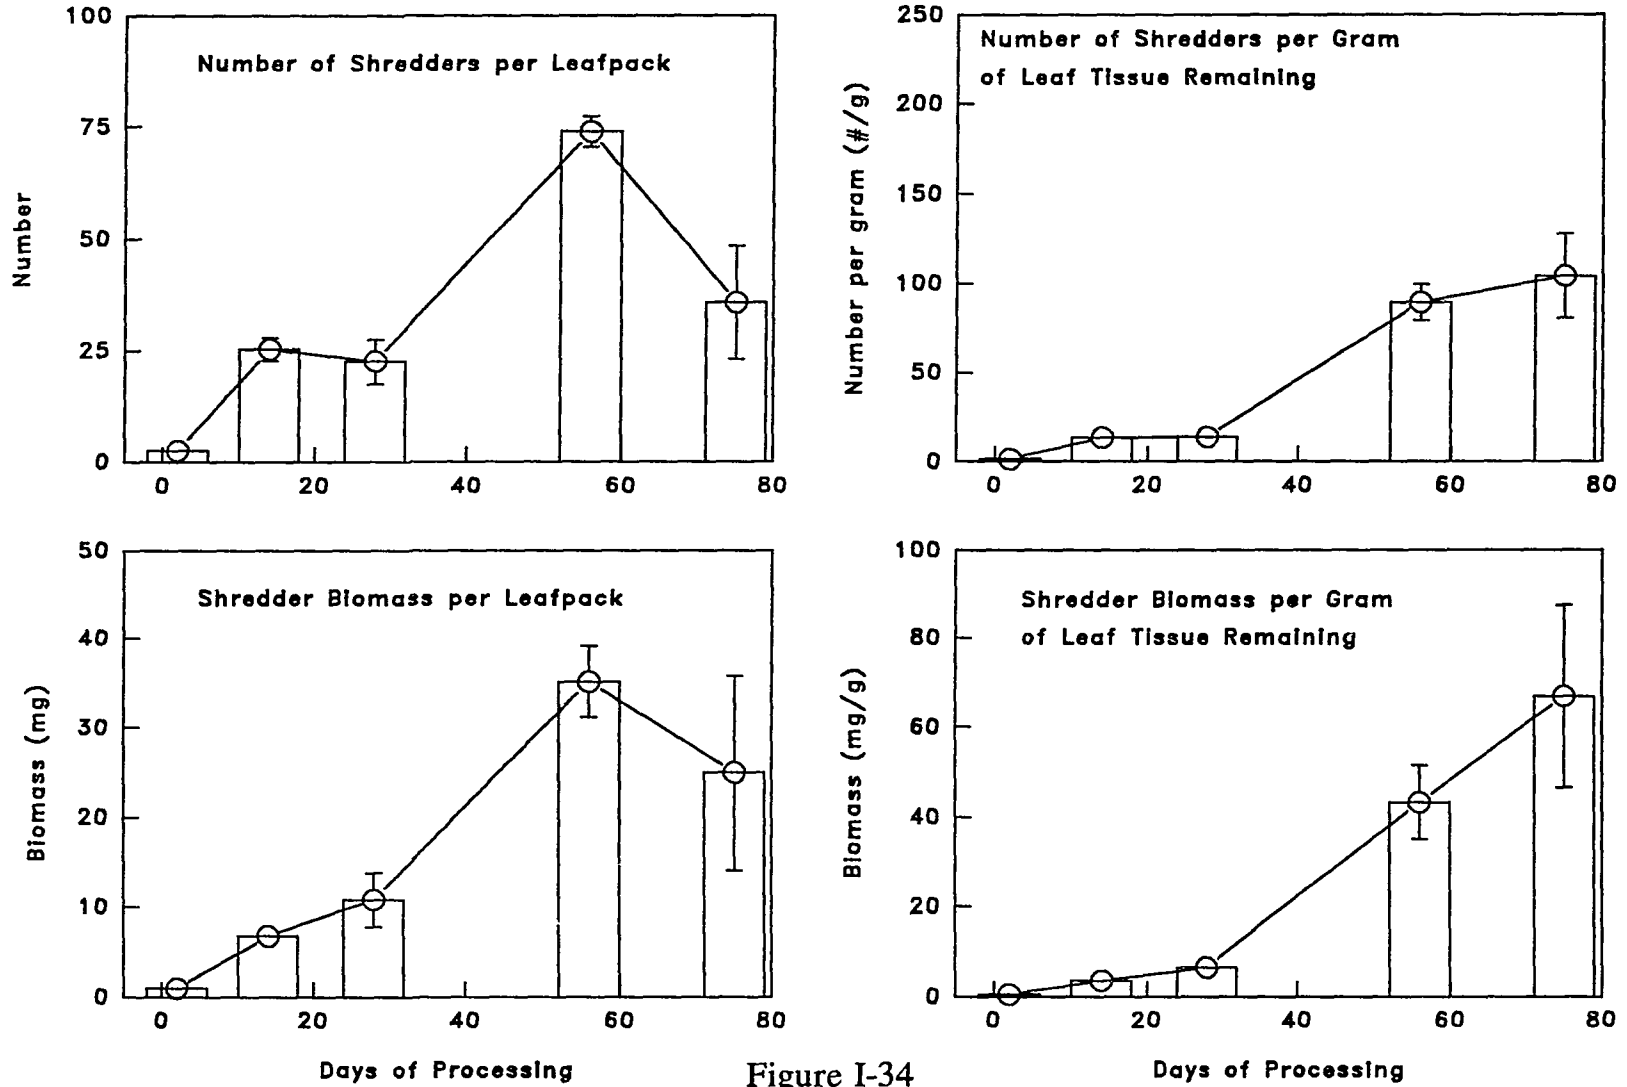 100
75
50
25
0
Number
Number of Shredders per Leafpack
0 20 40 60 80
250
200
150
100
50
0
Number per gram (#/g)
Number of Shredders per Gram
of Leaf Tissue Remaining
0 20 40 60 80
50
40
30
20
10
0
Biomass (mg)
Shredder Biomass per Leafpack
0 20 40 60 80
Days of Processing
100
80
60
40
20
0
Biomass (mg/g)
Shredder Biomass per Gram
of Leaf Tissue Remaining
0 20 40 60 80
Days of Processing
Figure I-34